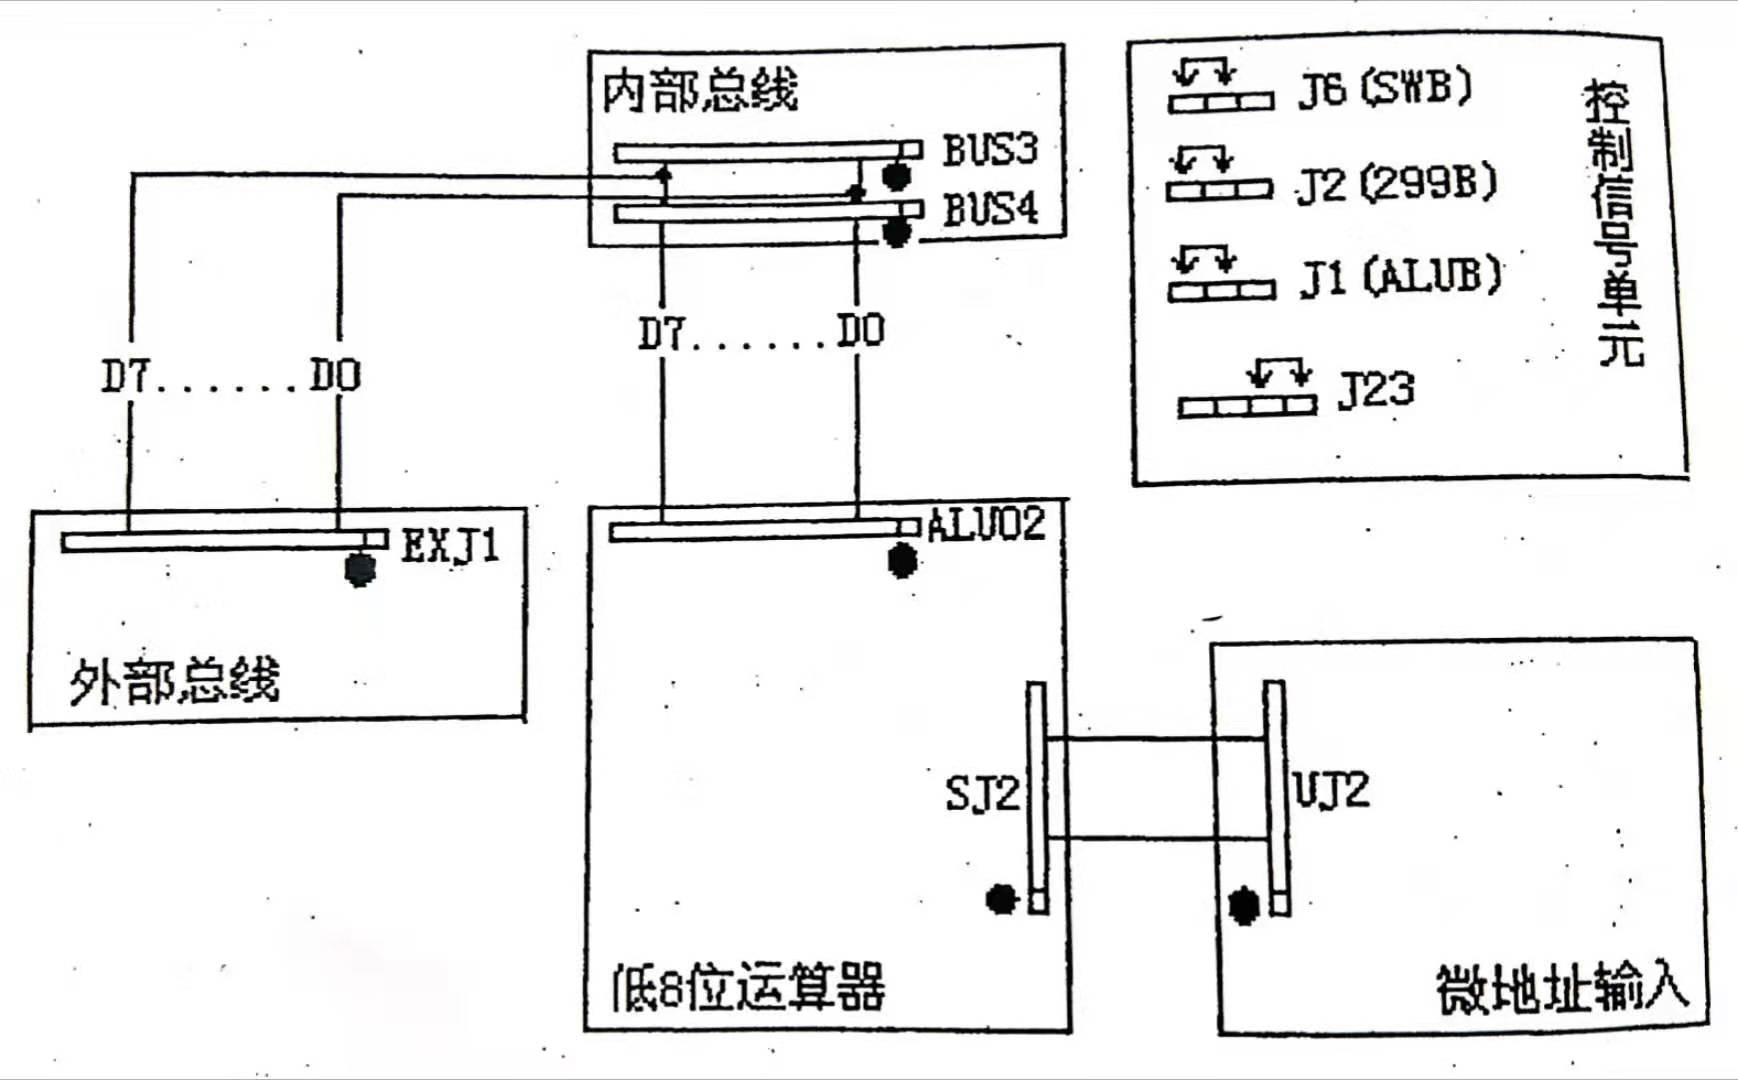 内部总线
BUS3
BUS4
D7......D0
D7......D0
EXJ1
外部总线
ALUO2
SJ2
低8位运算器
UJ2
微地址输入
J6(SWB)
J2(299B)
J1(ALUB)
J23
控制信号单元